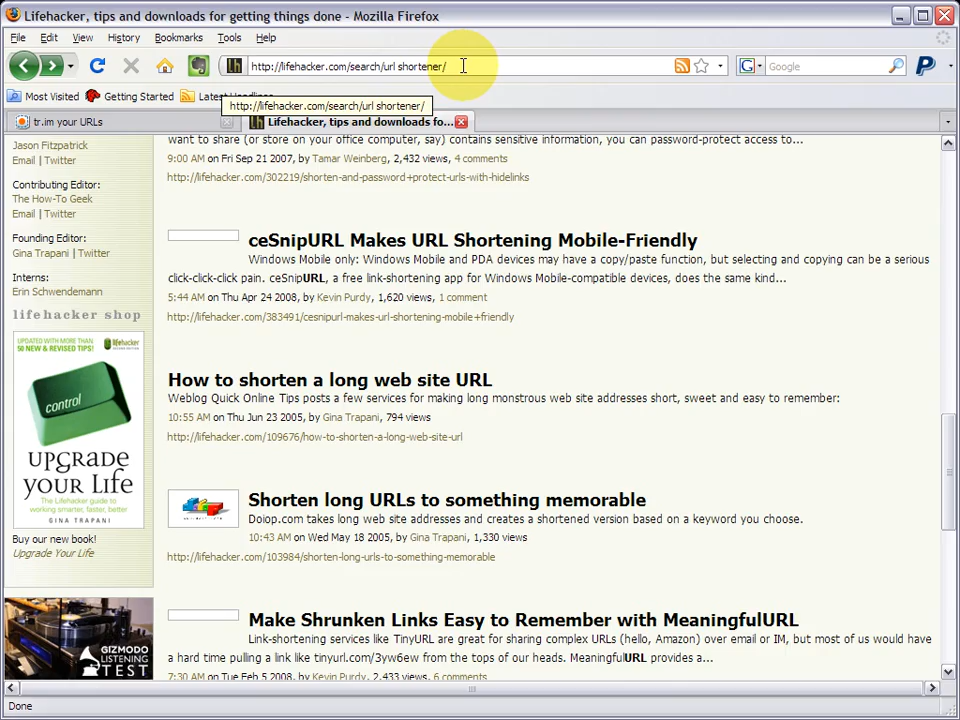 Lifehacker, tips and downloads for getting things done - Mozilla Firefox
File Edit View History Bookmarks Tools Help
http://lifehacker.com/search/url shortener/
Google
Most Visited Getting Started
http://lifehacker.com/search/url shortener/
tr.im your URLs
Lifehacker, tips and downloads fo...
Jason Fitzpatrick
Email | Twitter
Contributing Editor:
The How-To Geek
Email | Twitter
Founding Editor:
Gina Trapani | Twitter
Interns:
Erin Schwendemann
lifehacker shop
UPDATED WITH MORE THAN
50 NEW & REVISED TIPS!
lifehacker
control
UPGRADE
YOUR LIFE
The Lifehacker guide to
working smarter, faster, better
GINA TRAPANI
Buy our new book!
Upgrade Your Life
GIZMODO
LISTENING
TEST
want to share (or store on your office computer, say) contains sensitive information, you can password-protect access to...
9:00 AM on Fri Sep 21 2007, by Tamar Weinberg, 2,432 views, 4 comments
http://lifehacker.com/302219/shorten-and-password+protect-urls-with-hidelinks
ceSnipURL Makes URL Shortening Mobile-Friendly
Windows Mobile only: Windows Mobile and PDA devices may have a copy/paste function, but selecting and copying can be a serious
click-click-click pain. ceSnipURL, a free link-shortening app for Windows Mobile-compatible devices, does the same kind...
5:44 AM on Thu Apr 24 2008, by Kevin Purdy, 1,620 views, 1 comment
http://lifehacker.com/383491/cesnipurl-makes-url-shortening-mobile+friendly
How to shorten a long web site URL
Weblog Quick Online Tips posts a few services for making long monstrous web site addresses short, sweet and easy to remember:
10:55 AM on Thu Jun 23 2005, by Gina Trapani, 794 views
http://lifehacker.com/109676/how-to-shorten-a-long-web-site-url
Shorten long URLs to something memorable
Doiop.com takes long web site addresses and creates a shortened version based on a keyword you choose.
10:43 AM on Wed May 18 2005, by Gina Trapani, 1,330 views
http://lifehacker.com/103984/shorten-long-urls-to-something-memorable
Make Shrunken Links Easy to Remember with MeaningfulURL
Link-shortening services like TinyURL are great for sharing complex URLs (hello, Amazon) over email or IM, but most of us would have
a hard time pulling a link like tinyurl.com/3yw6ew from the tops of our heads. MeaningfulURL provides a...
7:30 AM on Tue Feb 5 2008, by Kevin Purdy, 2,433 views, 6 comments
Done